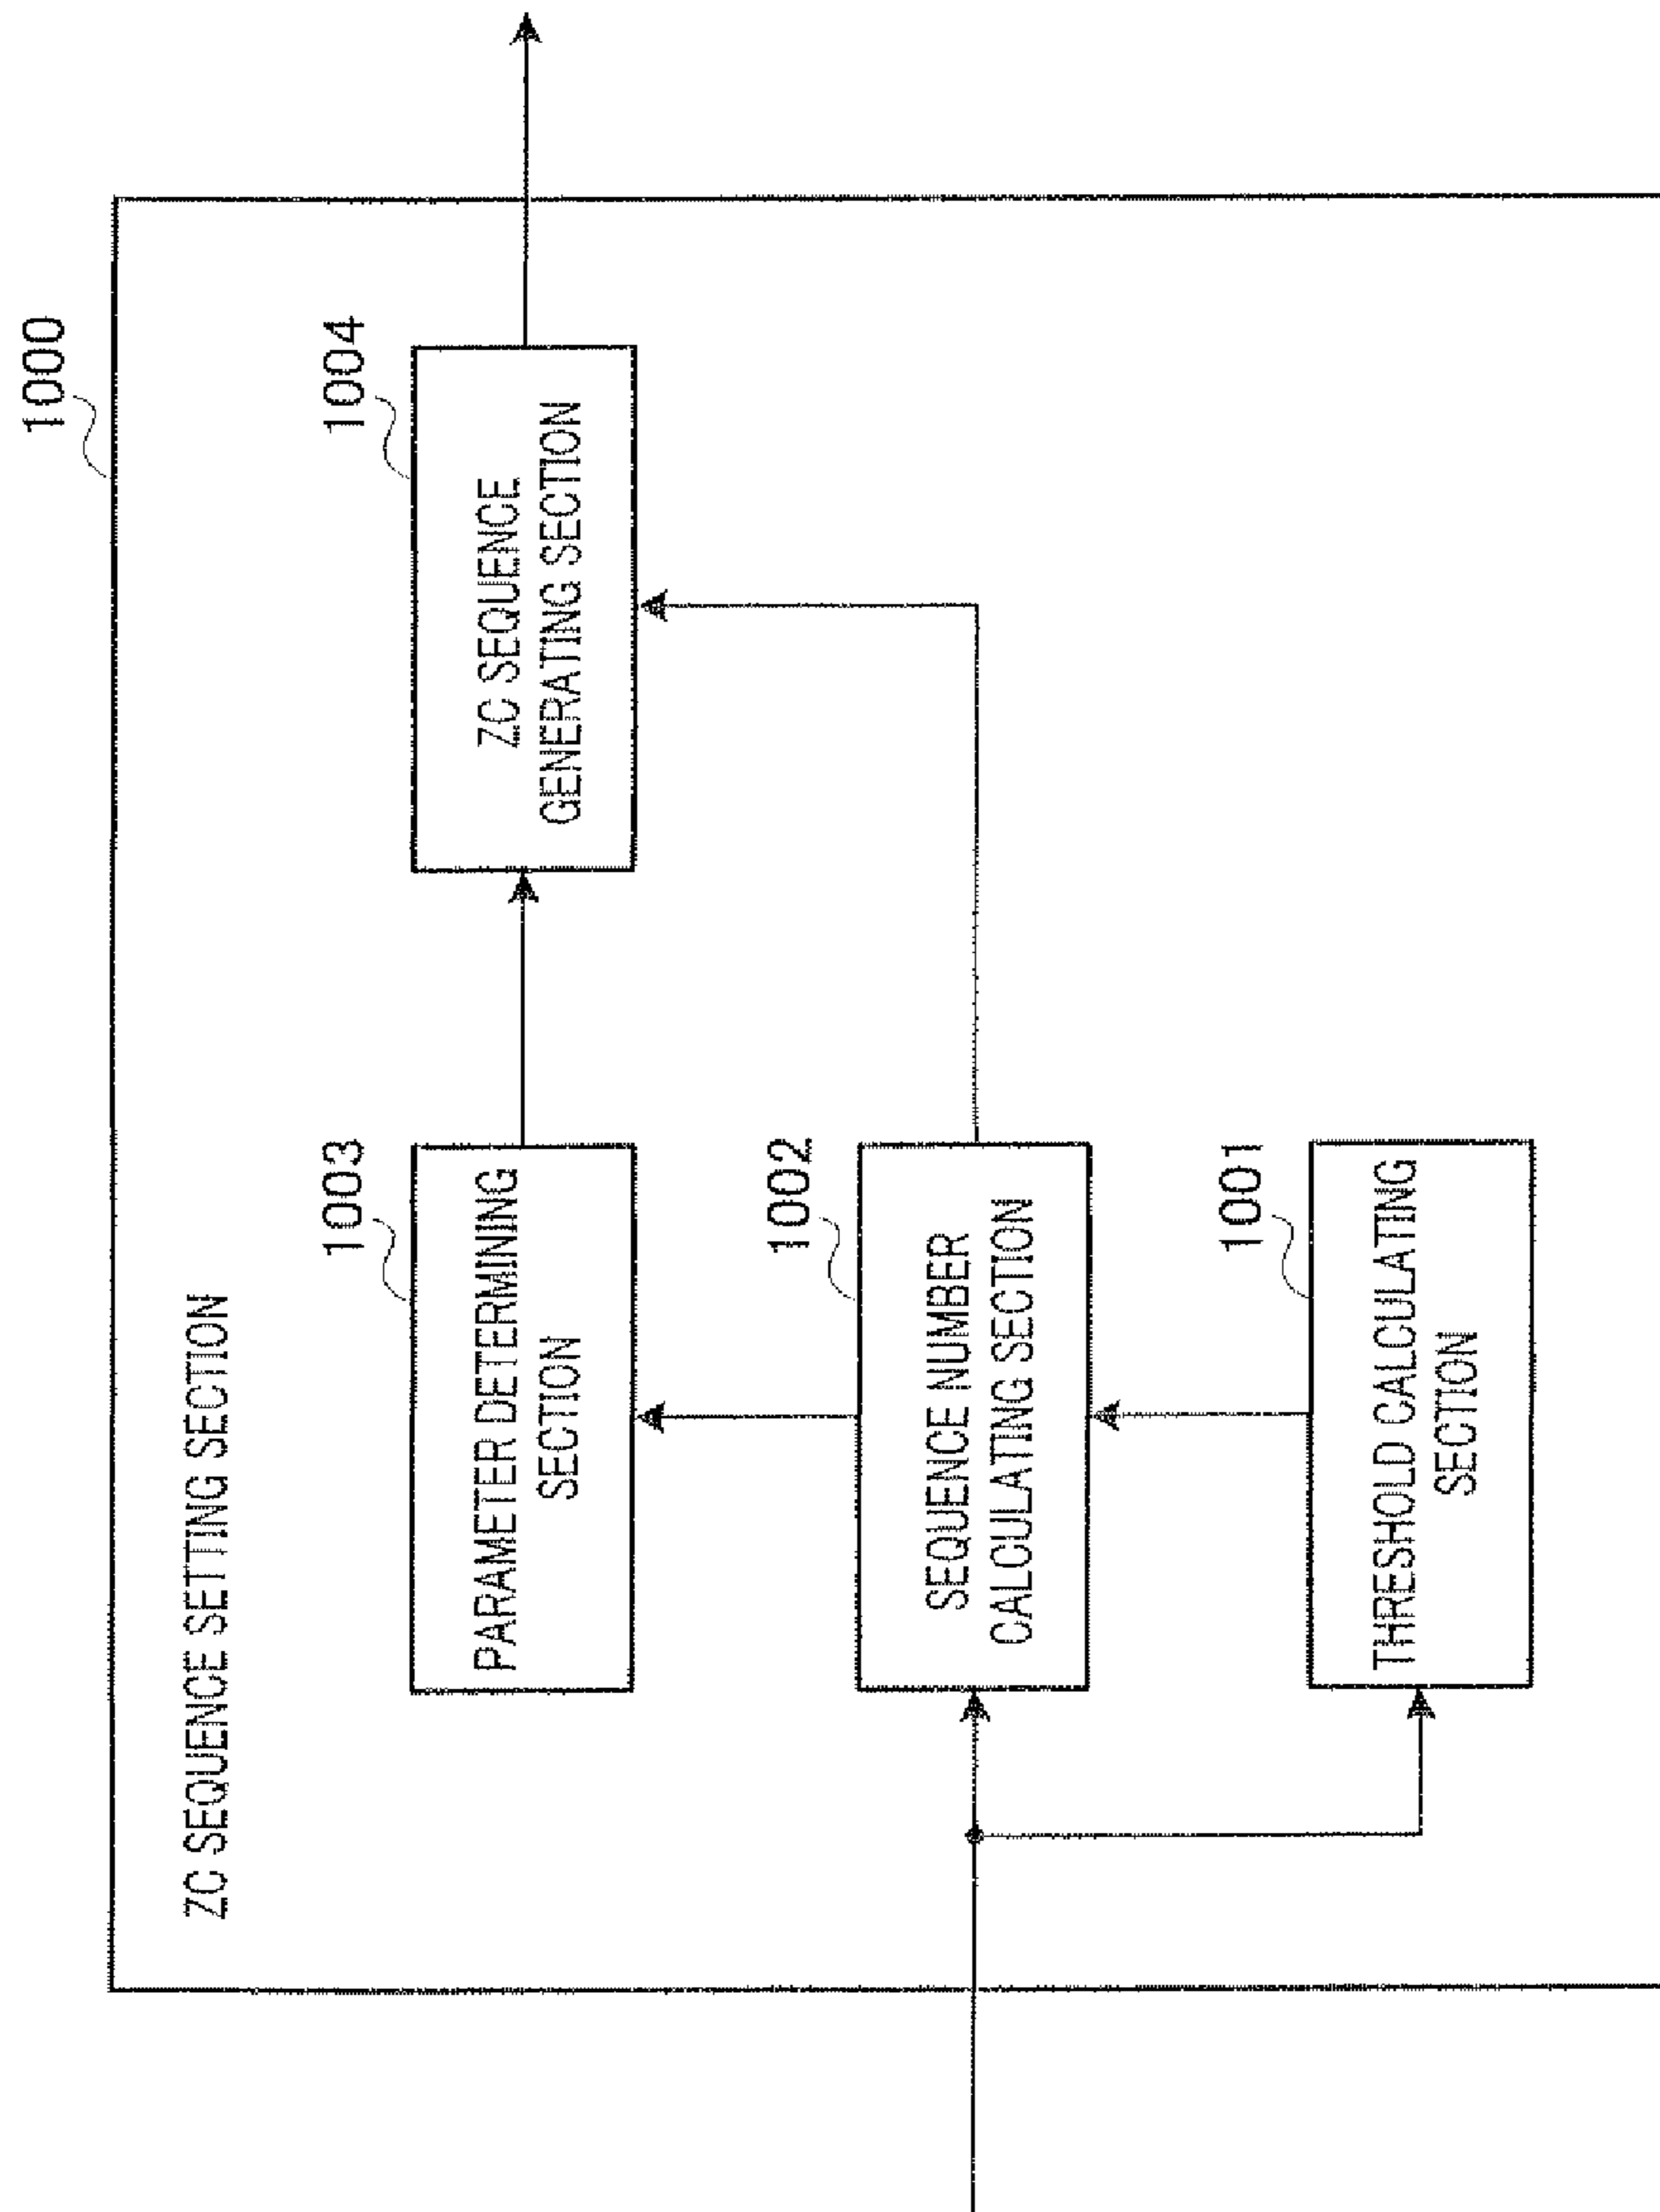 1000
ZC SEQUENCE SETTING SECTION
1003
PARAMETER DETERMINING
SECTION
1004
ZC SEQUENCE
GENERATING SECTION
1002
SEQUENCE NUMBER
CALCULATING SECTION
1001
THRESHOLD CALCULATING
SECTION